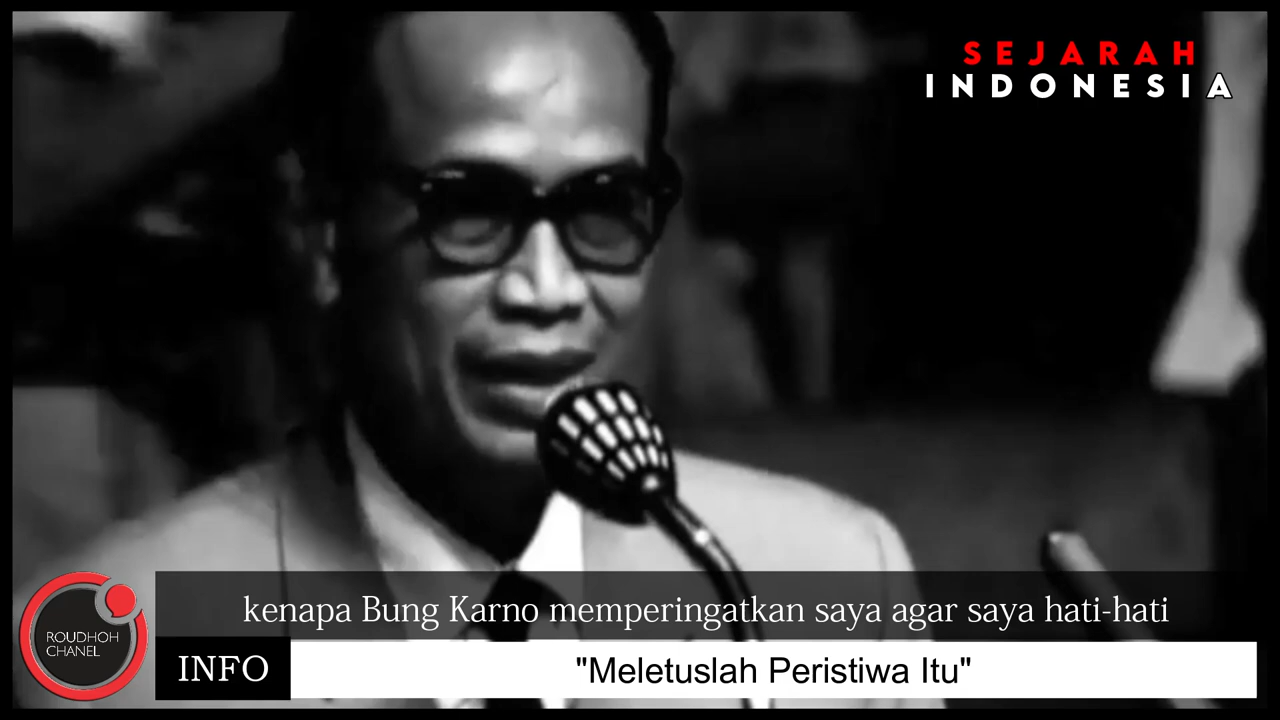 SEJARAH
INDONESIA
kenapa Bung Karno memperingatkan saya agar saya hati-hati
ROUDHOH
CHANEL
INFO
"Meletuslah Peristiwa Itu"